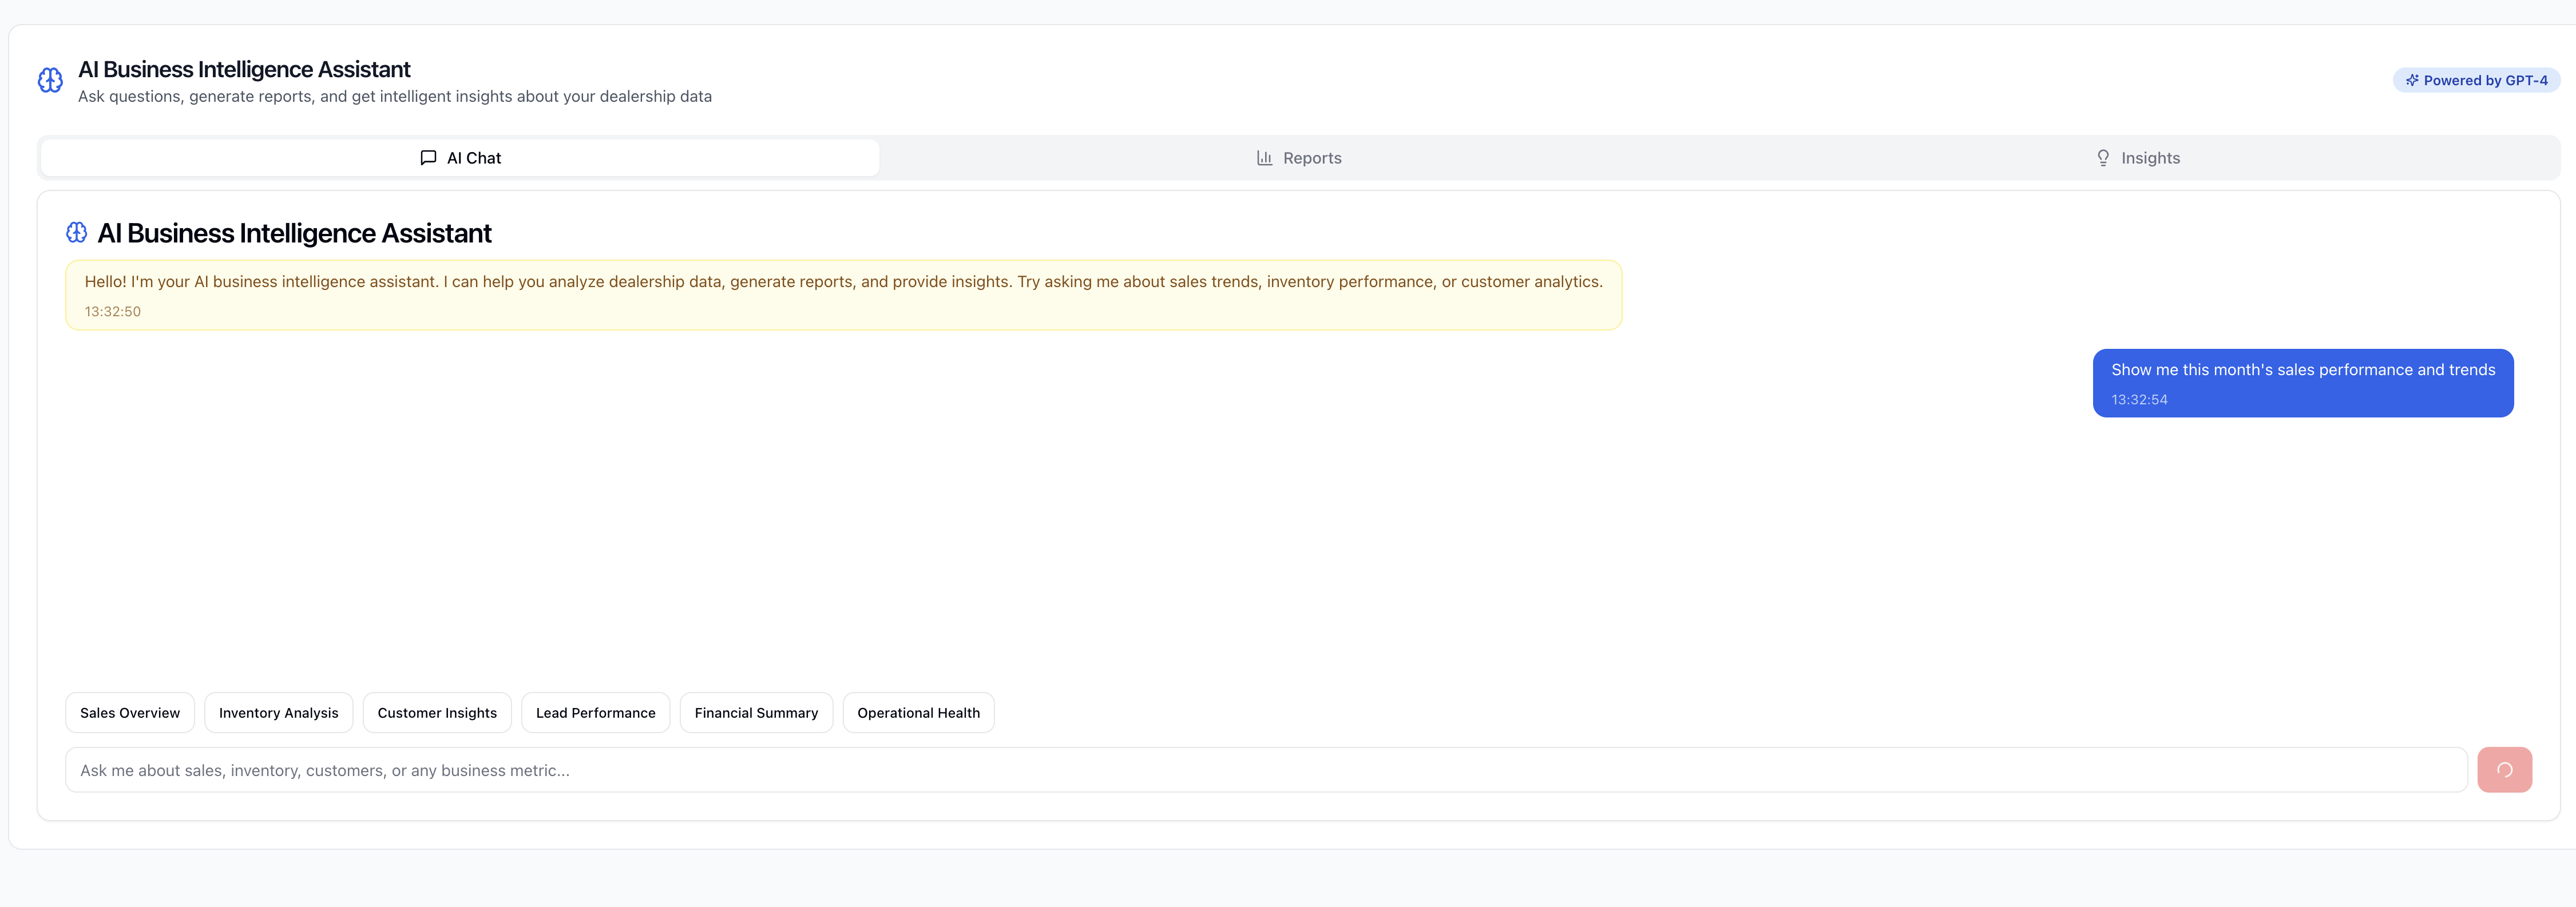 AI Business Intelligence Assistant
Ask questions, generate reports, and get intelligent insights about your dealership data
Powered by GPT-4
AI Chat
Reports
Insights
AI Business Intelligence Assistant
Hello! I'm your AI business intelligence assistant. I can help you analyze dealership data, generate reports, and provide insights. Try asking me about sales trends, inventory performance, or customer analytics.
13:32:50
Show me this month's sales performance and trends
13:32:54
Sales Overview
Inventory Analysis
Customer Insights
Lead Performance
Financial Summary
Operational Health
Ask me about sales, inventory, customers, or any business metric...